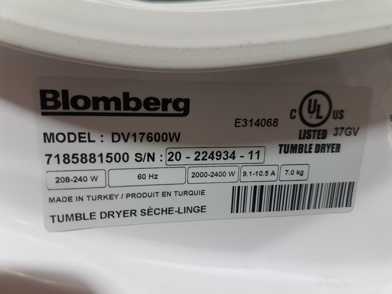 Blomberg
E314068
C UL US
LISTED 37GV
TUMBLE DRYER
MODEL : DV17600W
7185881500 S/N : 20 - 224934 - 11
208-240 W 60 Hz 2000-2400 W 9.1-10.5 A 7.0 kg
MADE IN TURKEY / PRODUIT EN TURQUIE
TUMBLE DRYER SÈCHE-LINGE